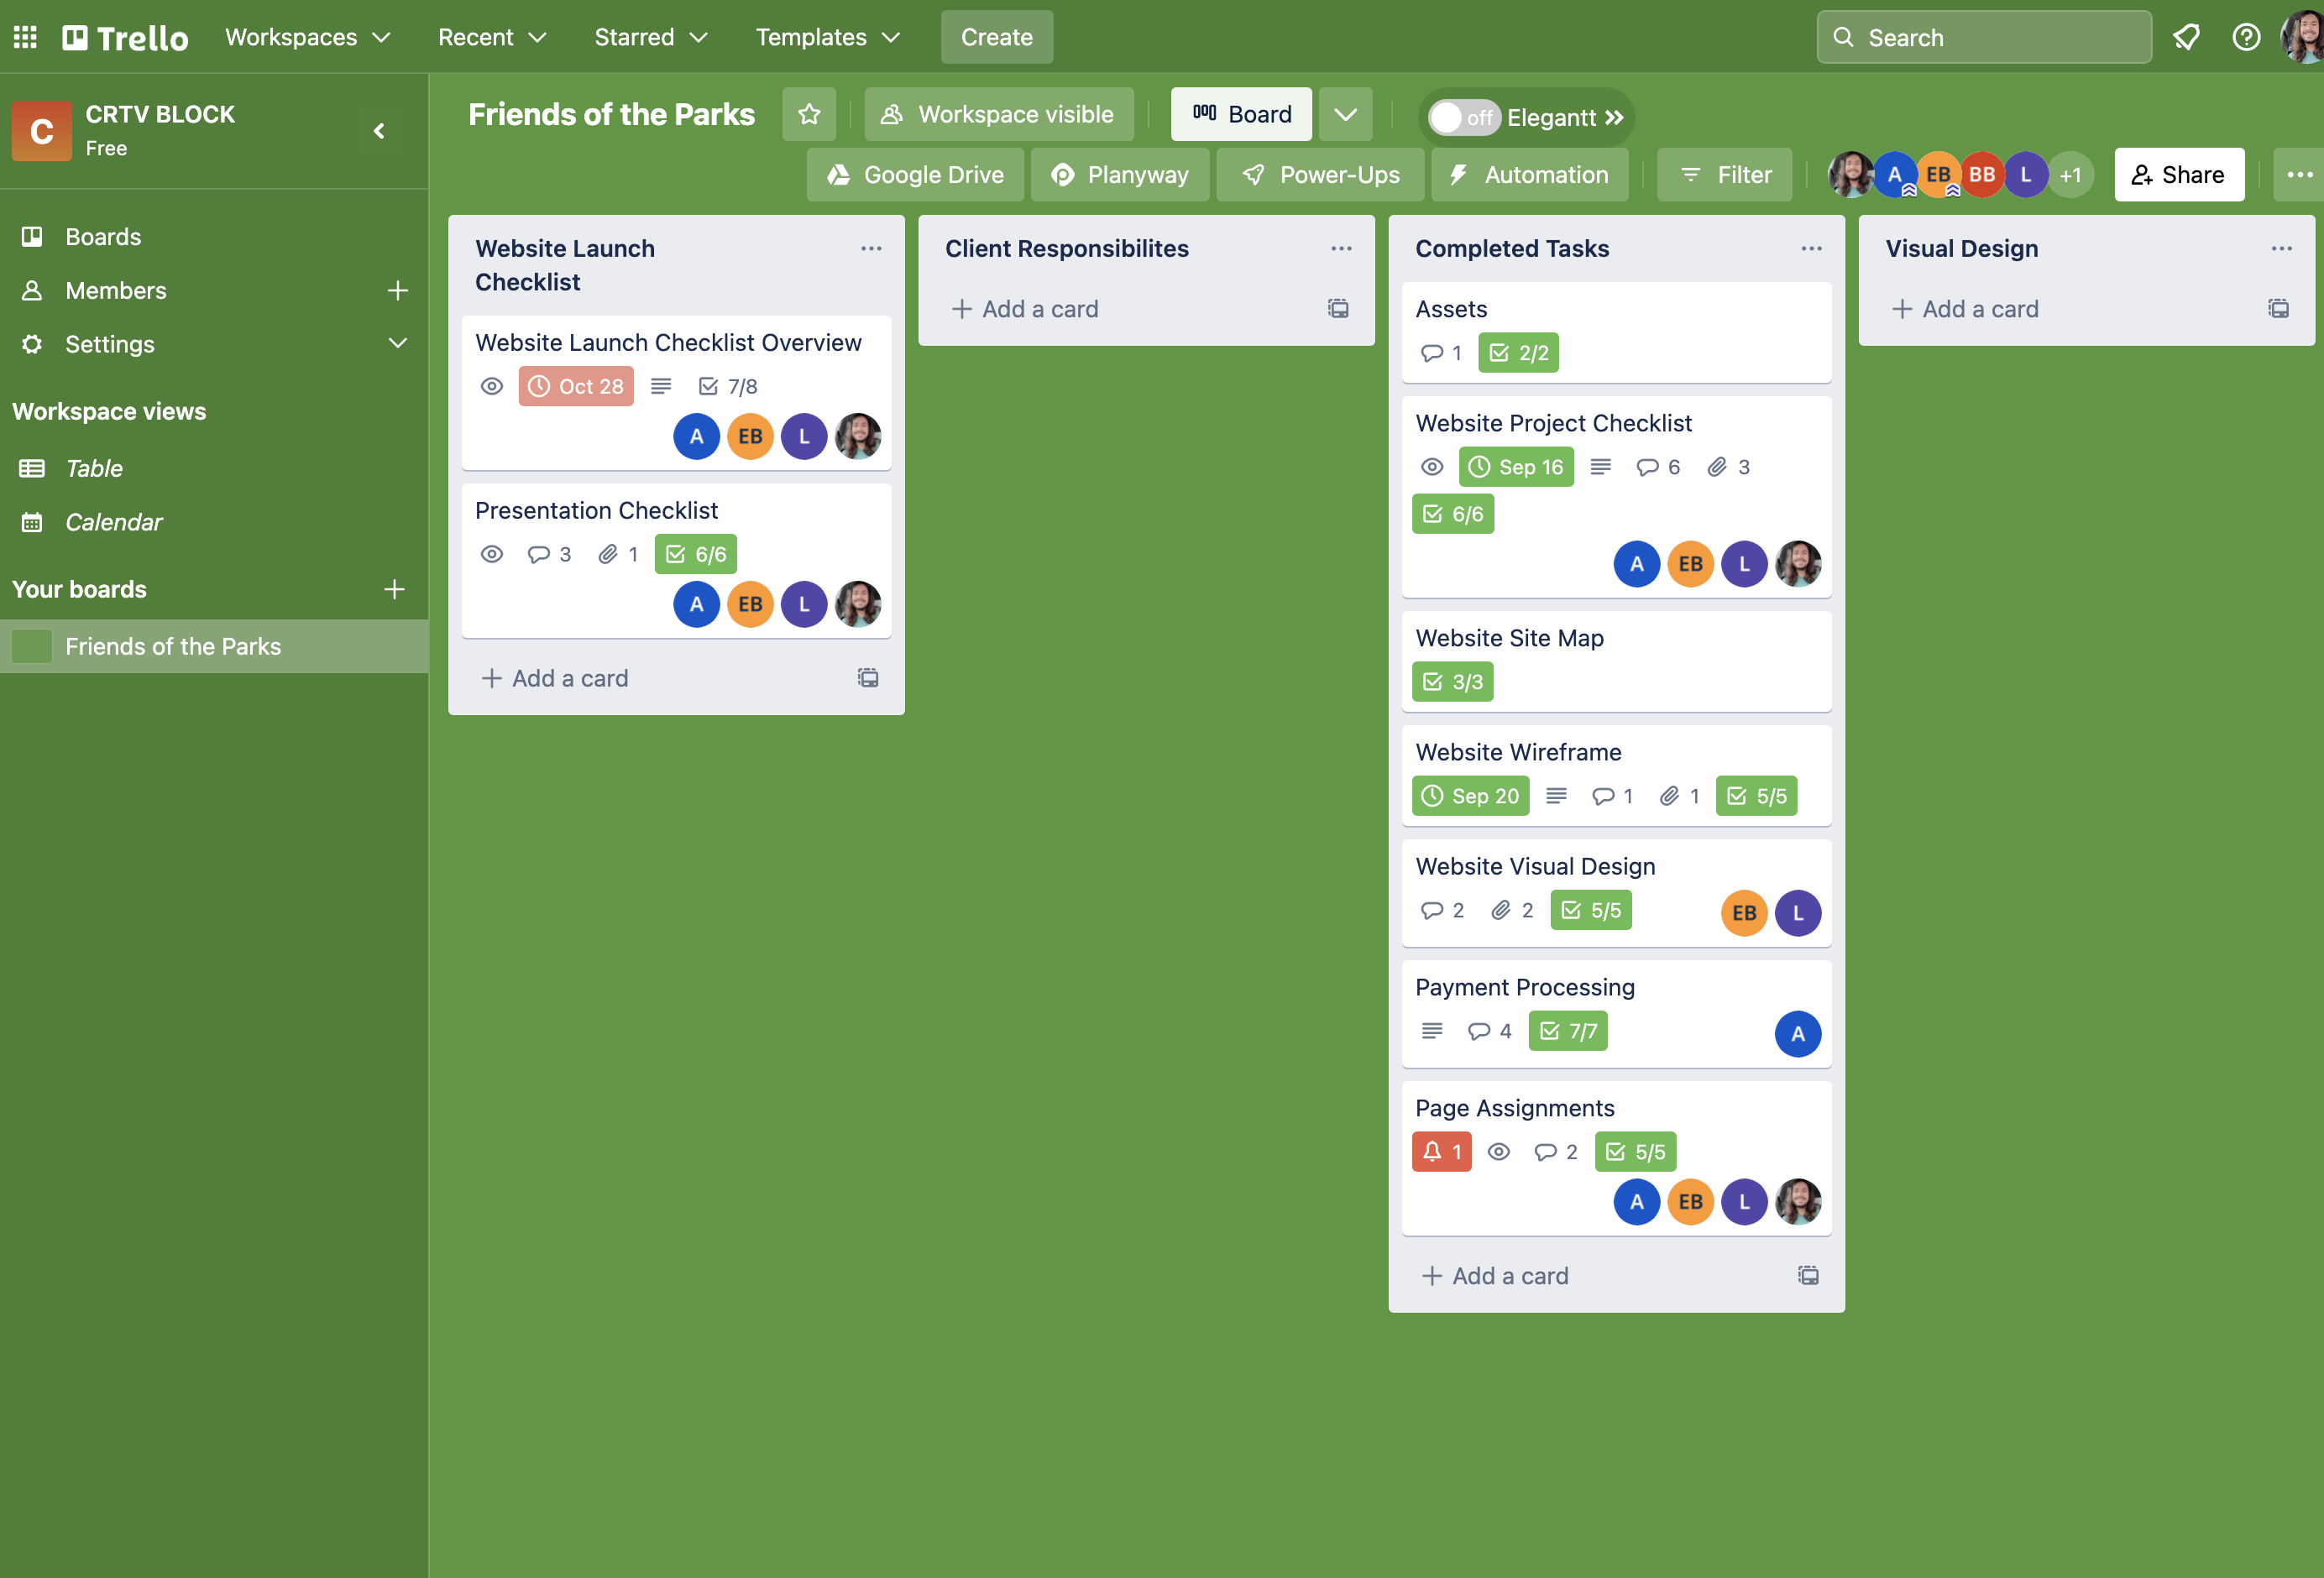 Trello Workspaces Recent Starred Templates Create Search
C CRTV BLOCK
Free
Boards
Members
Settings
Workspace views
Table
Calendar
Your boards
Friends of the Parks
Friends of the Parks Workspace visible Board off Elegantt
Google Drive Planyway Power-Ups Automation Filter A EB BB L +1 Share
Website Launch
Checklist
Website Launch Checklist Overview
Oct 28 7/8
A EB L
Presentation Checklist
3 1 6/6
A EB L
Add a card
Client Responsibilites
Add a card
Completed Tasks
Assets
1 2/2
Website Project Checklist
Sep 16 6 3
6/6
A EB L
Website Site Map
3/3
Website Wireframe
Sep 20 1 1 5/5
Website Visual Design
2 2 5/5 EB L
Payment Processing
4 7/7 A
Page Assignments
1 2 5/5
A EB L
Add a card
Visual Design
Add a card